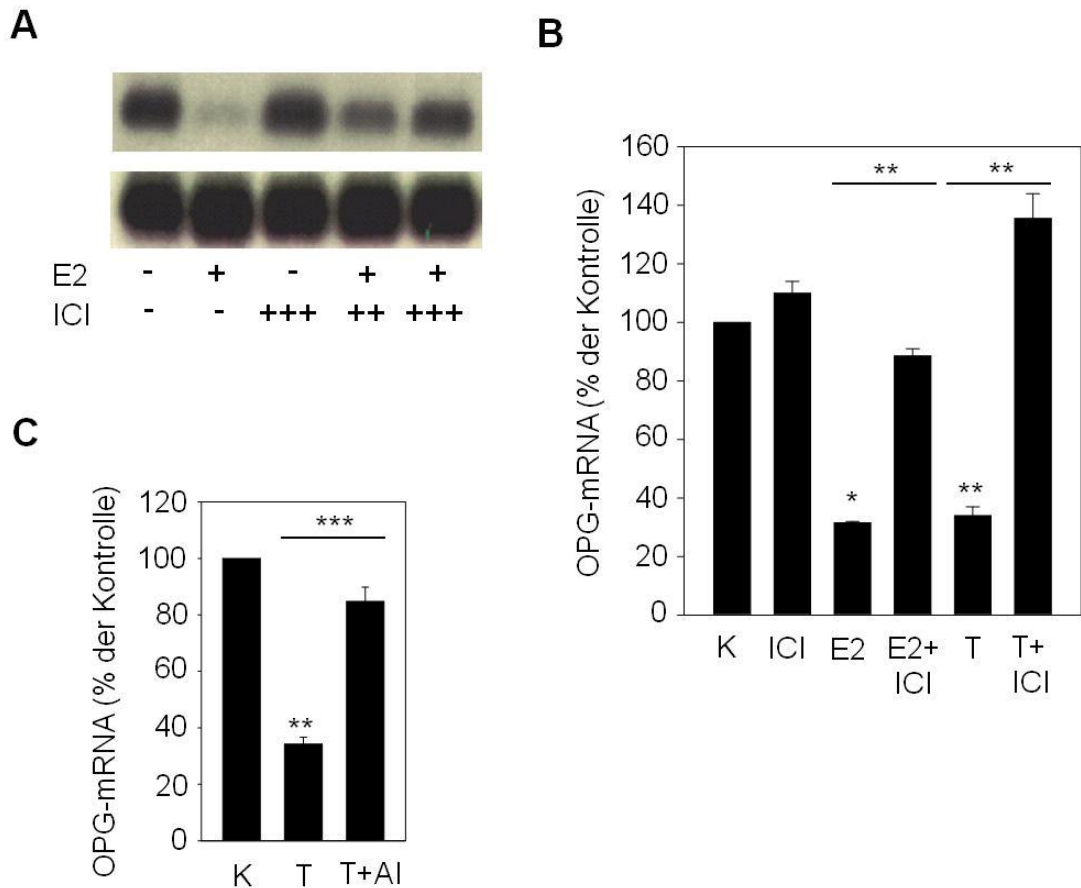 A
E2 - + - + +
ICI - - +++ ++ +++
B
OPG-mRNA (% der Kontrolle)
160
140
120
100
80
60
40
20
0
** **
* **
K ICI E2 E2+ T T+
ICI ICI
C
OPG-mRNA (% der Kontrolle)
120
100
80
60
40
20
0
***
**
K T T+AI